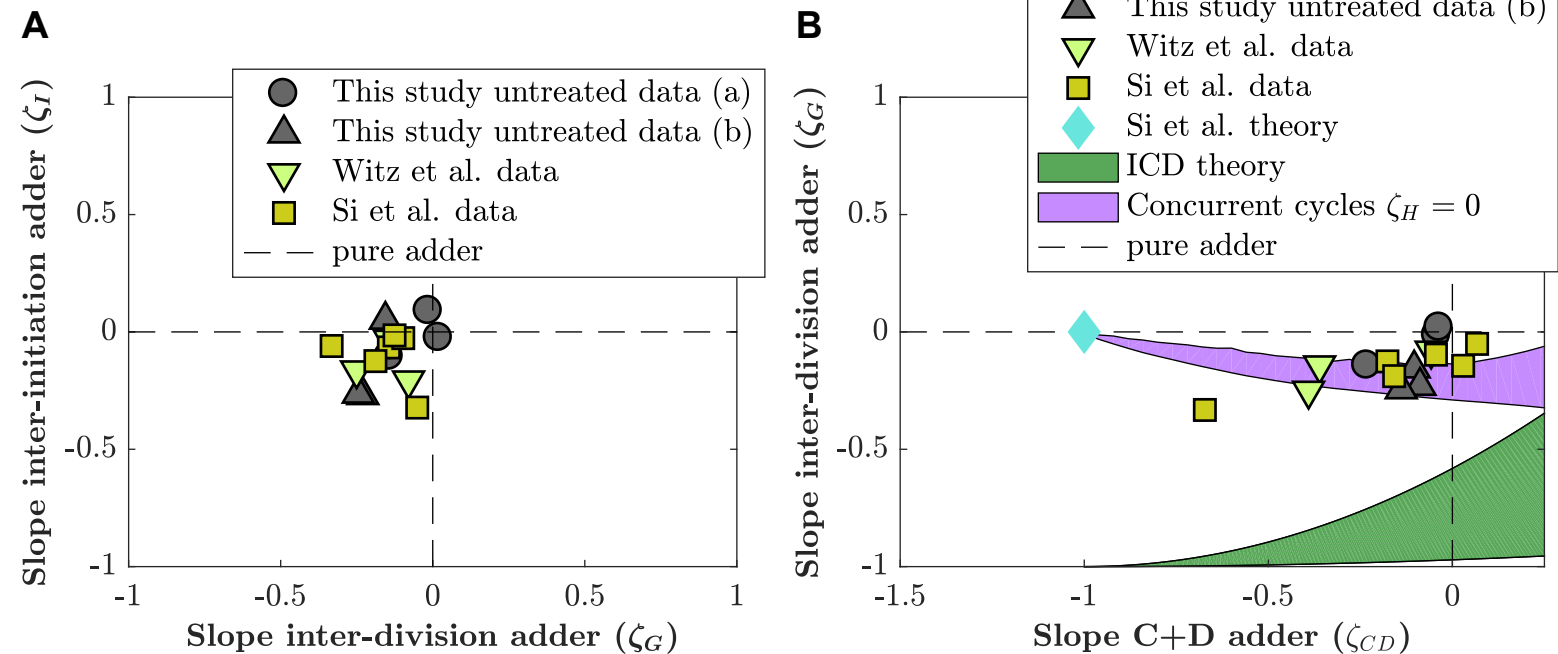 A
This study untreated data (a)
This study untreated data (b)
Witz et al. data
Si et al. data
pure adder
Slope inter-initiation adder (ζ_I)
1
0.5
0
-0.5
-1
-1
-0.5
0
0.5
1
Slope inter-division adder (ζ_G)
B
This study untreated data (b)
Witz et al. data
Si et al. data
Si et al. theory
ICD theory
Concurrent cycles ζ_H = 0
pure adder
Slope inter-division adder (ζ_G)
1
0.5
0
-0.5
-1
-1.5
-1
-0.5
0
Slope C+D adder (ζ_CD)